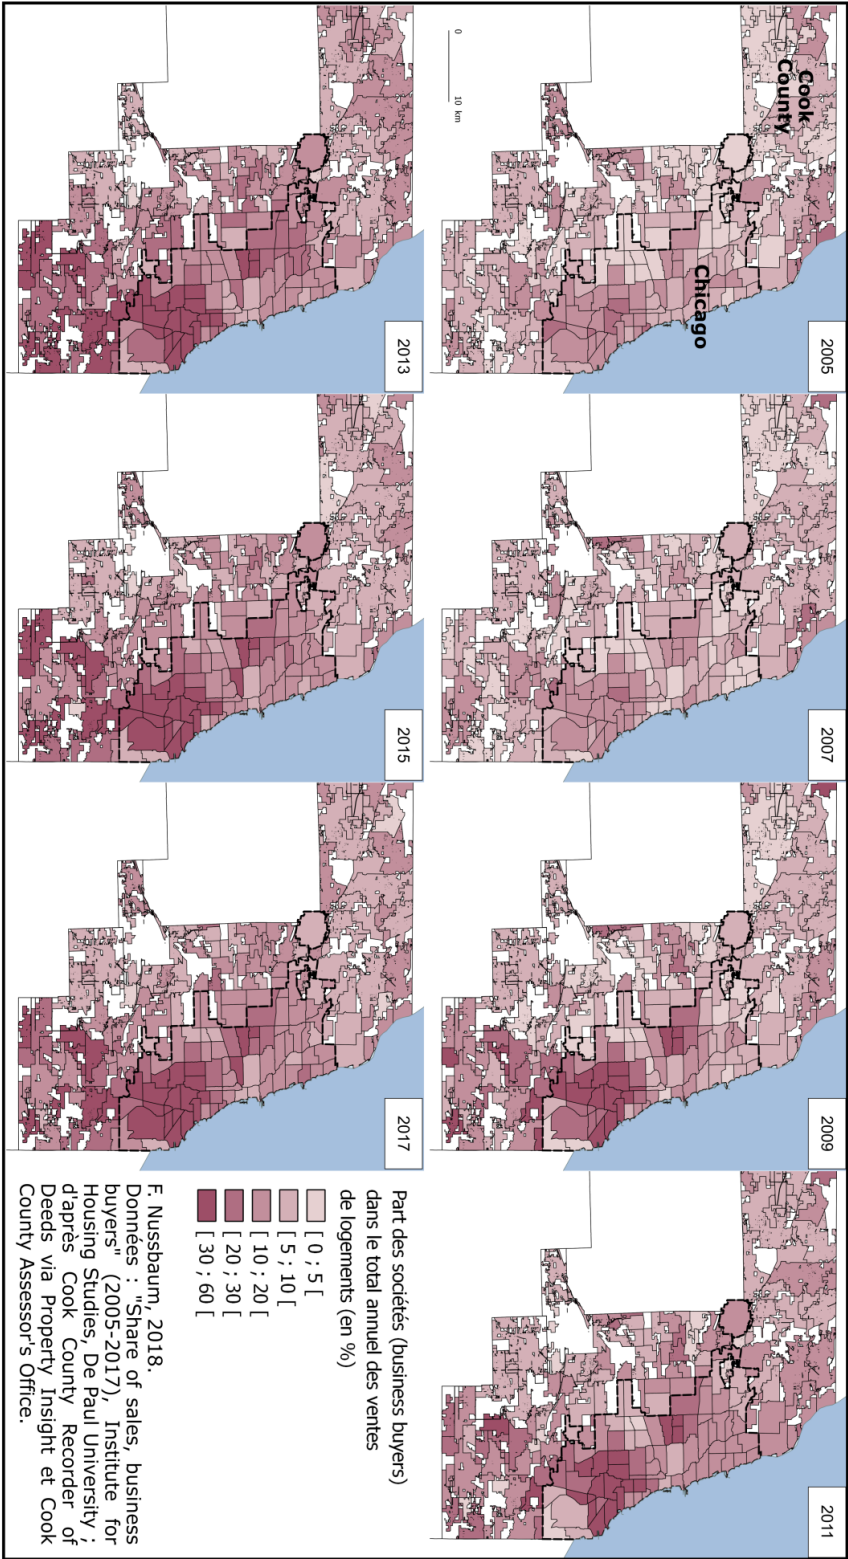 Cook
County
Chicago
0 10 km
2005
2007
2009
2011
2013
2015
2017
Part des sociétés (business buyers)
dans le total annuel des ventes
de logements (en %)
[ 0 ; 5 [
[ 5 ; 10 [
[ 10 ; 20 [
[ 20 ; 30 [
[ 30 ; 60 [
F. Nussbaum, 2018.
Données : "Share of sales, business
buyers" (2005-2017), Institute for
Housing Studies, De Paul University ;
d'après Cook County Recorder of
Deeds via Property Insight et Cook
County Assessor's Office.